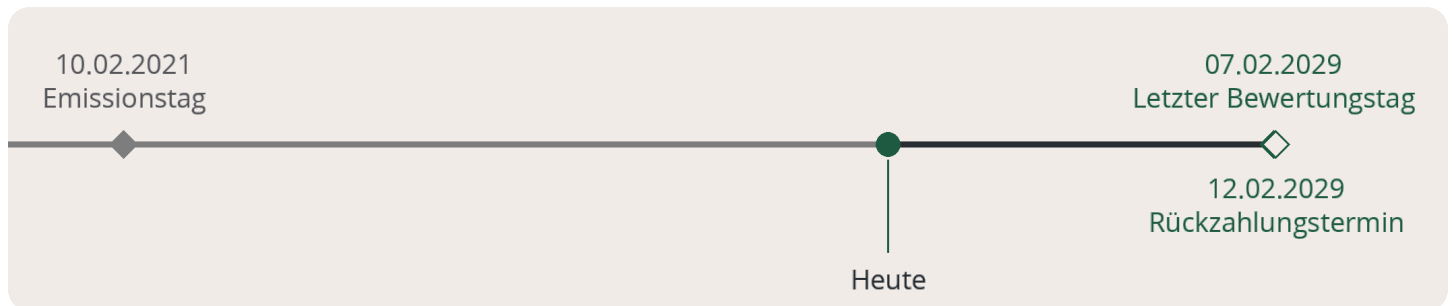 10.02.2021
Emissionstag
07.02.2029
Letzter Bewertungstag
12.02.2029
Rückzahlungstermin
Heute